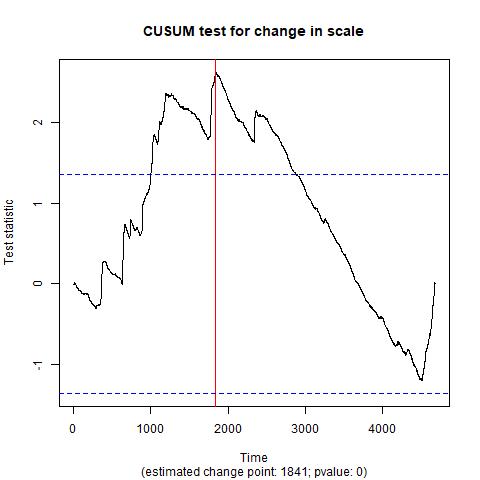 CUSUM test for change in scale
Test statistic
2
1
0
-1
0 1000 2000 3000 4000
Time
(estimated change point: 1841; pvalue: 0)